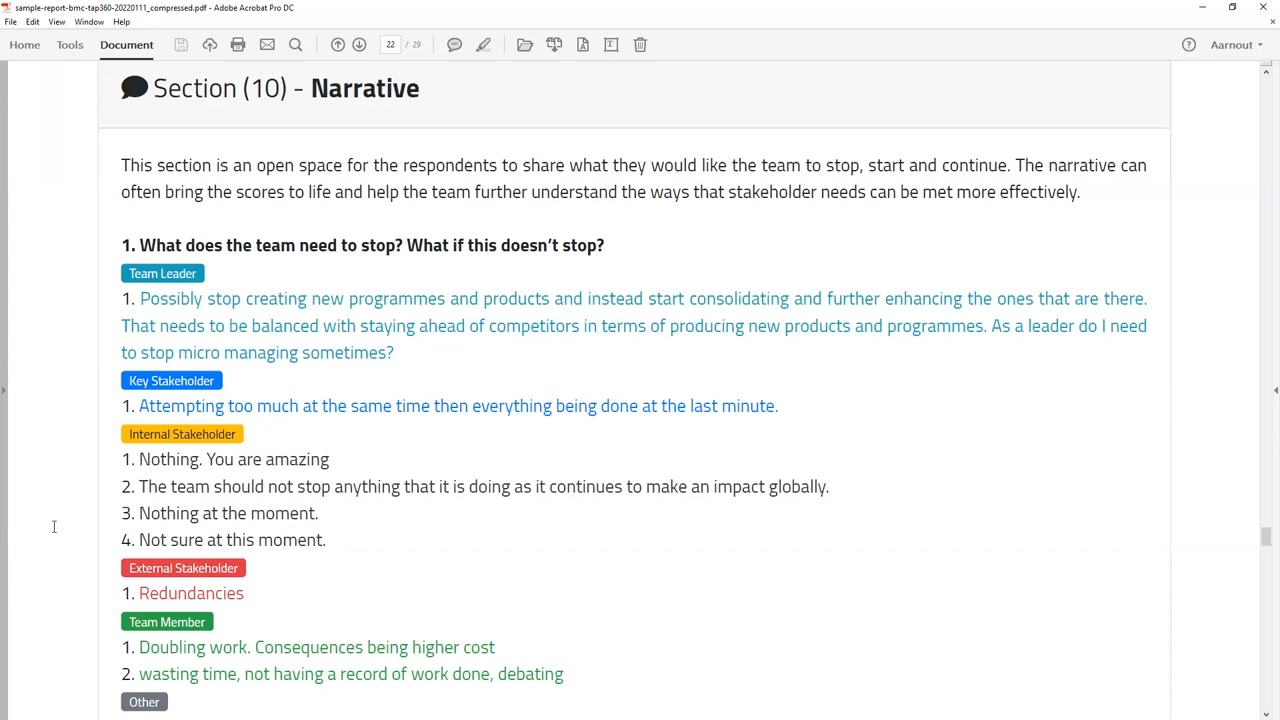 sample-report-bmc-tap360-20220111_compressed.pdf - Adobe Acrobat Pro DC
File Edit View Window Help
Home Tools Document 22 / 29 Aarnout
Section (10) - Narrative
This section is an open space for the respondents to share what they would like the team to stop, start and continue. The narrative can
often bring the scores to life and help the team further understand the ways that stakeholder needs can be met more effectively.
1. What does the team need to stop? What if this doesn't stop?
Team Leader
1. Possibly stop creating new programmes and products and instead start consolidating and further enhancing the ones that are there.
That needs to be balanced with staying ahead of competitors in terms of producing new products and programmes. As a leader do I need
to stop micro managing sometimes?
Key Stakeholder
1. Attempting too much at the same time then everything being done at the last minute.
Internal Stakeholder
1. Nothing. You are amazing
2. The team should not stop anything that it is doing as it continues to make an impact globally.
3. Nothing at the moment.
4. Not sure at this moment.
External Stakeholder
1. Redundancies
Team Member
1. Doubling work. Consequences being higher cost
2. wasting time, not having a record of work done, debating
Other